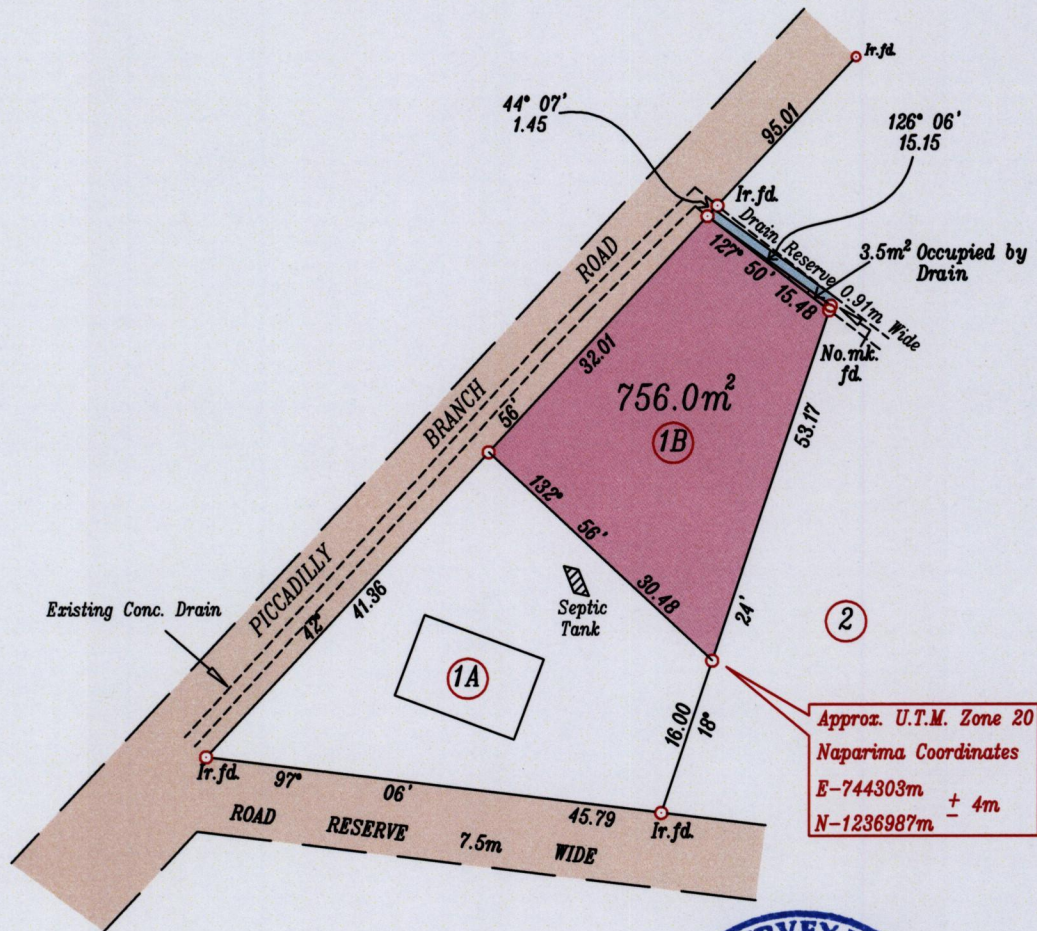 Ir.fd.
44° 07'
1.45
95.01
126° 06'
15.15
Ir.fd.
Drain Reserve 0.91m Wide
3.5m² Occupied by
Drain
127° 50' 15.48
No.mk.
fd.
ROAD
32.01
756.0m²
1B
BRANCH
56'
53.17
132° 56' 30.48
Existing Conc. Drain
PICCADILLY
42° 41.36
Septic
Tank
24'
2
1A
16.00
18°
Approx. U.T.M. Zone 20
Naparima Coordinates
E-744303m
N-1236987m ± 4m
Ir.fd.
97° 06' 45.79
Ir.fd.
ROAD RESERVE 7.5m WIDE